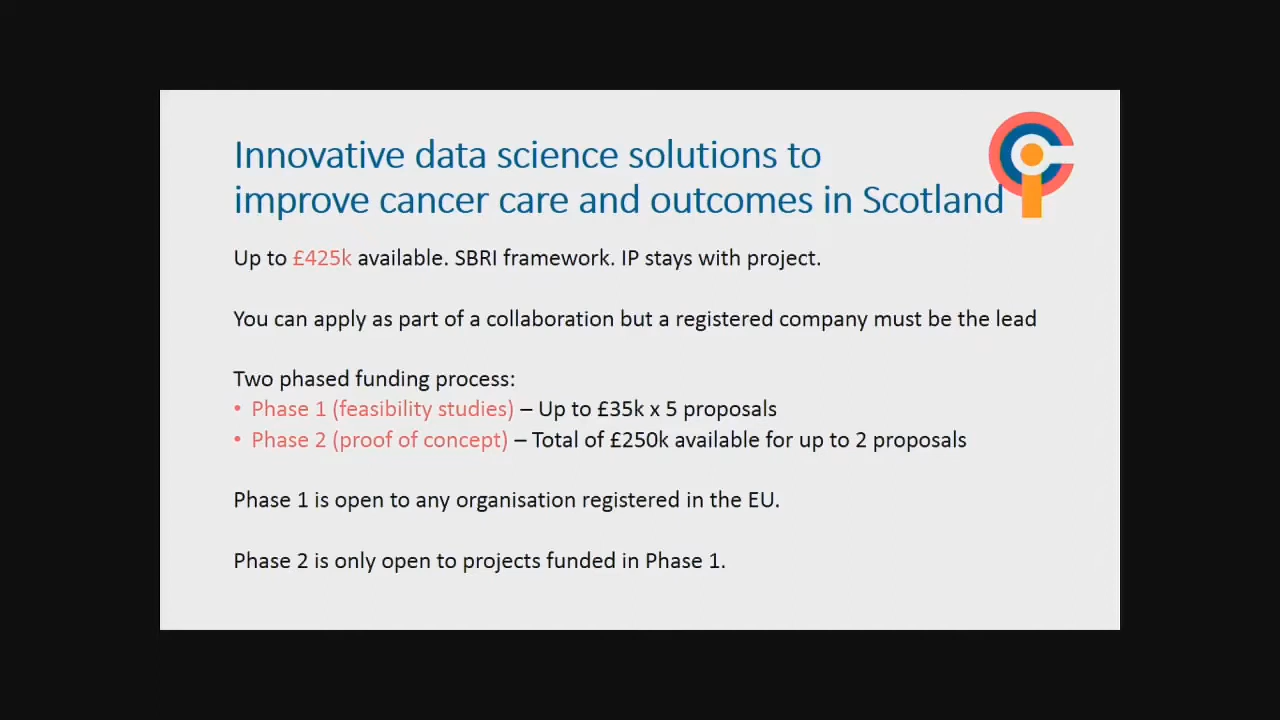 Innovative data science solutions to
improve cancer care and outcomes in Scotland
Up to £425k available. SBRI framework. IP stays with project.
You can apply as part of a collaboration but a registered company must be the lead
Two phased funding process:
• Phase 1 (feasibility studies) – Up to £35k x 5 proposals
• Phase 2 (proof of concept) – Total of £250k available for up to 2 proposals
Phase 1 is open to any organisation registered in the EU.
Phase 2 is only open to projects funded in Phase 1.